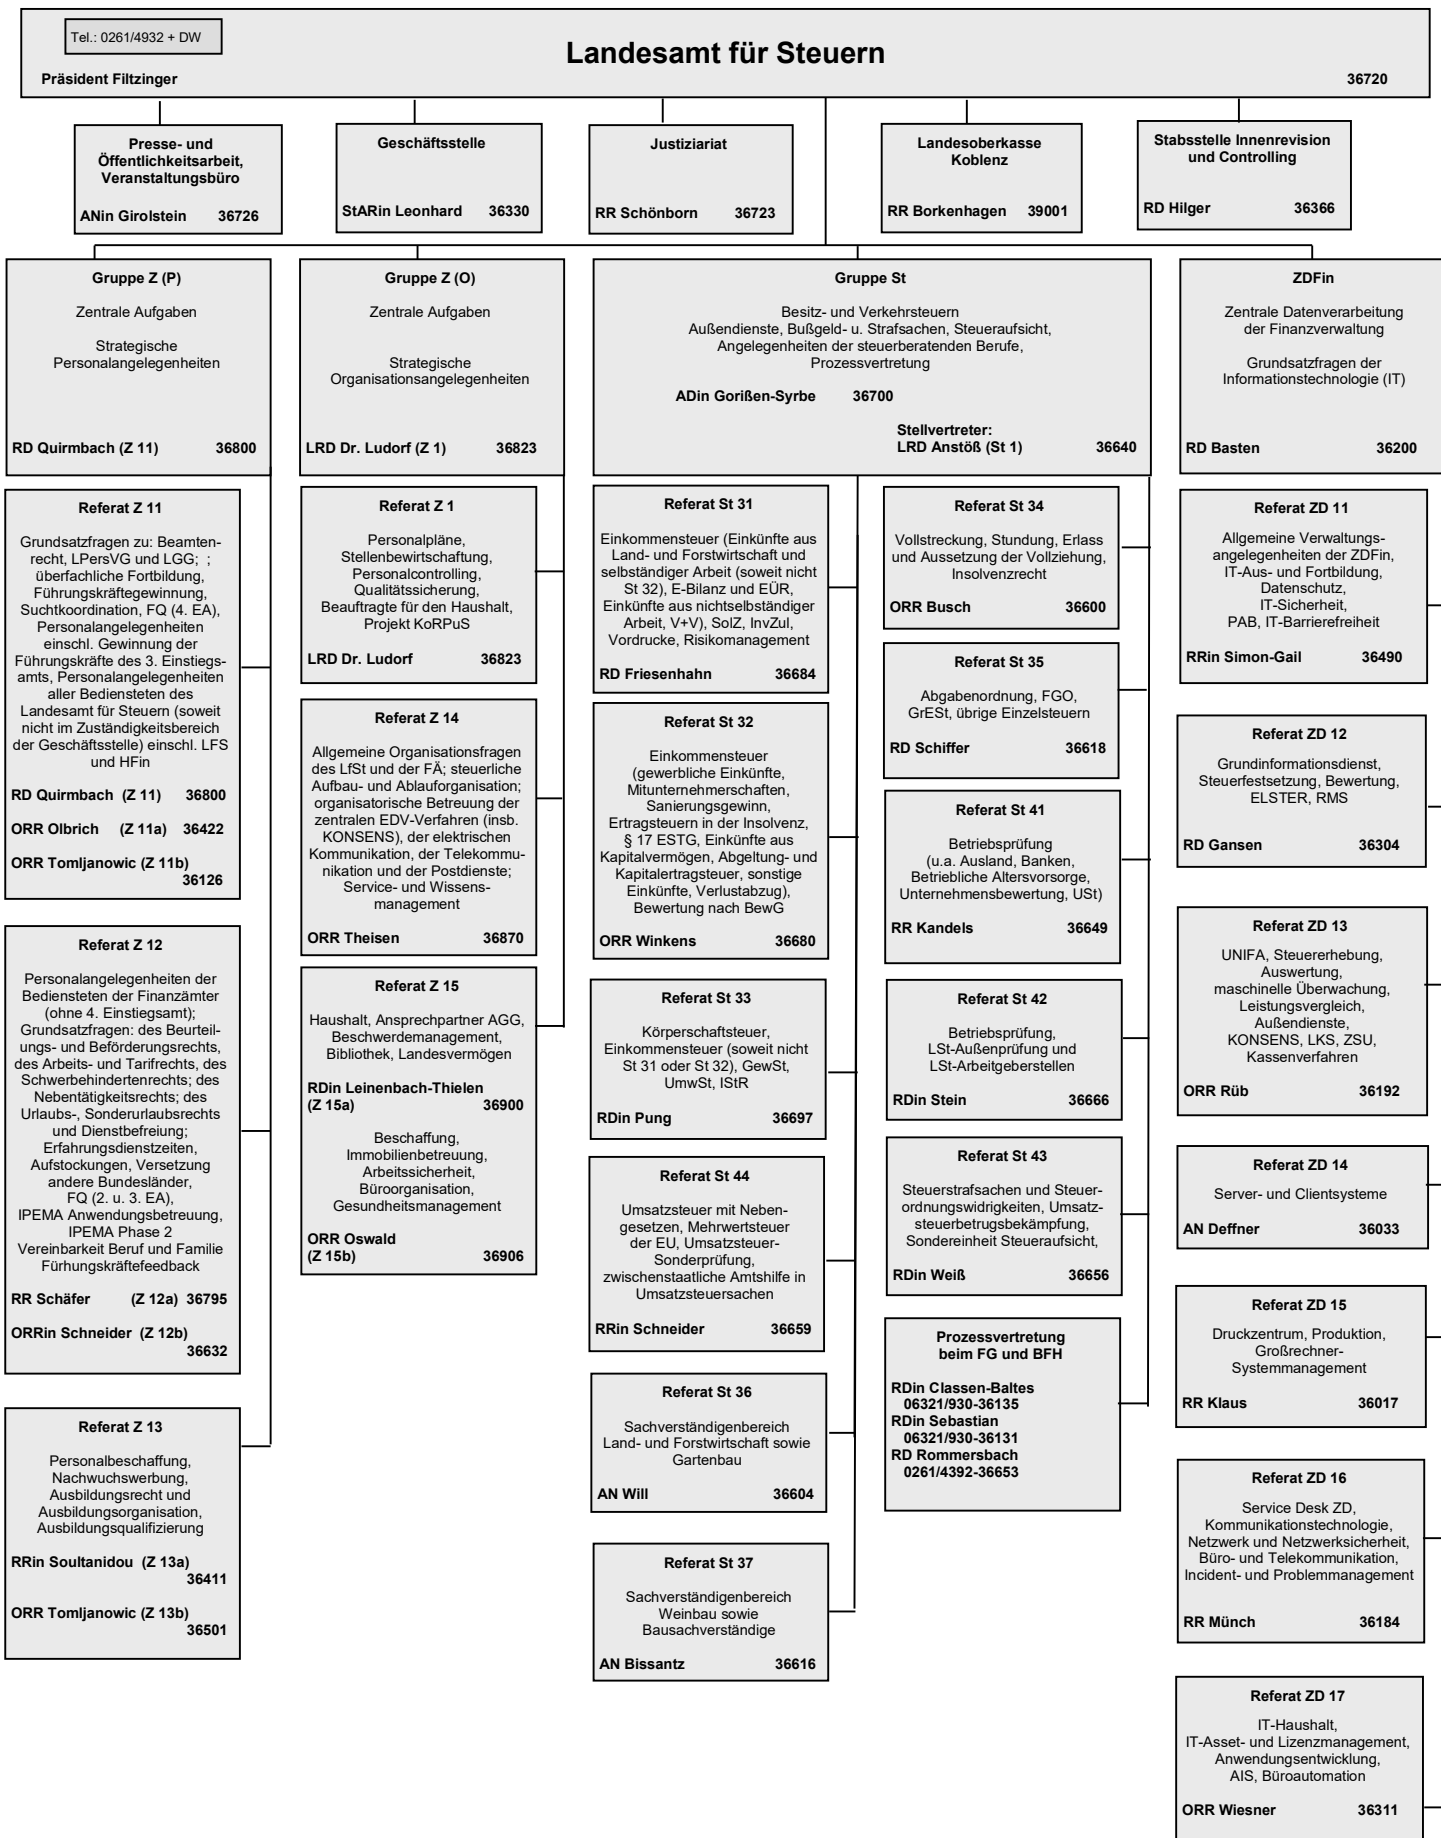 Tel.: 0261/4932 + DW
Landesamt für Steuern
Präsident Filtzinger 36720
Presse- und
Öffentlichkeitsarbeit,
Veranstaltungsbüro
ANin Girolstein 36726
Geschäftsstelle
StARin Leonhard 36330
Justiziariat
RR Schönborn 36723
Landesoberkasse
Koblenz
RR Borkenhagen 39001
Stabsstelle Innenrevision
und Controlling
RD Hilger 36366
Gruppe Z (P)
Zentrale Aufgaben
Strategische
Personalangelegenheiten
RD Quirmbach (Z 11) 36800
Referat Z 11
Grundsatzfragen zu: Beamten-
recht, LPersVG und LGG; ;
überfachliche Fortbildung,
Führungskräftegewinnung,
Suchtkoordination, FQ (4. EA),
Personalangelegenheiten
einschl. Gewinnung der
Führungskräfte des 3. Einstiegs-
amts, Personalangelegenheiten
aller Bediensteten des
Landesamt für Steuern (soweit
nicht im Zuständigkeitsbereich
der Geschäftsstelle) einschl. LFS
und HFin
RD Quirmbach (Z 11) 36800
ORR Olbrich (Z 11a) 36422
ORR Tomljanowic (Z 11b)
36126
Referat Z 12
Personalangelegenheiten der
Bediensteten der Finanzämter
(ohne 4. Einstiegsamt);
Grundsatzfragen: des Beurteil-
ungs- und Beförderungsrechts,
des Arbeits- und Tarifrechts, des
Schwerbehindertenrechts; des
Nebentätigkeitsrechts; des
Urlaubs-, Sonderurlaubsrechts
und Dienstbefreiung;
Erfahrungsdienstzeiten,
Aufstockungen, Versetzung
andere Bundesländer,
FQ (2. u. 3. EA),
IPEMA Anwendungsbetreuung,
IPEMA Phase 2
Vereinbarkeit Beruf und Familie
Fürhungskräftefeedback
RR Schäfer (Z 12a) 36795
ORRin Schneider (Z 12b)
36632
Referat Z 13
Personalbeschaffung,
Nachwuchswerbung,
Ausbildungsrecht und
Ausbildungsorganisation,
Ausbildungsqualifizierung
RRin Soultanidou (Z 13a)
36411
ORR Tomljanowic (Z 13b)
36501
Gruppe Z (O)
Zentrale Aufgaben
Strategische
Organisationsangelegenheiten
LRD Dr. Ludorf (Z 1) 36823
Referat Z 1
Personalpläne,
Stellenbewirtschaftung,
Personalcontrolling,
Qualitätssicherung,
Beauftragte für den Haushalt,
Projekt KoRPuS
LRD Dr. Ludorf 36823
Referat Z 14
Allgemeine Organisationsfragen
des LfSt und der FÄ; steuerliche
Aufbau- und Ablauforganisation;
organisatorische Betreuung der
zentralen EDV-Verfahren (insb.
KONSENS), der elektrischen
Kommunikation, der Telekommu-
nikation und der Postdienste;
Service- und Wissens-
management
ORR Theisen 36870
Referat Z 15
Haushalt, Ansprechpartner AGG,
Beschwerdemanagement,
Bibliothek, Landesvermögen
RDin Leinenbach-Thielen
(Z 15a) 36900
Beschaffung,
Immobilienbetreuung,
Arbeitssicherheit,
Büroorganisation,
Gesundheitsmanagement
ORR Oswald
(Z 15b) 36906
Gruppe St
Besitz- und Verkehrsteuern
Außendienste, Bußgeld- u. Strafsachen, Steueraufsicht,
Angelegenheiten der steuerberatenden Berufe,
Prozessvertretung
ADin Gorißen-Syrbe 36700
Stellvertreter:
LRD Anstöß (St 1) 36640
Referat St 31
Einkommensteuer (Einkünfte aus
Land- und Forstwirtschaft und
selbständiger Arbeit (soweit nicht
St 32), E-Bilanz und EÜR,
Einkünfte aus nichtselbständiger
Arbeit, V+V), SolZ, InvZul,
Vordrucke, Risikomanagement
RD Friesenhahn 36684
Referat St 32
Einkommensteuer
(gewerbliche Einkünfte,
Mitunternehmerschaften,
Sanierungsgewinn,
Ertragsteuern in der Insolvenz,
§ 17 ESTG, Einkünfte aus
Kapitalvermögen, Abgeltung- und
Kapitalertragsteuer, sonstige
Einkünfte, Verlustabzug),
Bewertung nach BewG
ORR Winkens 36680
Referat St 33
Körperschaftsteuer,
Einkommensteuer (soweit nicht
St 31 oder St 32), GewSt,
UmwSt, IStR
RDin Pung 36697
Referat St 44
Umsatzsteuer mit Neben-
gesetzen, Mehrwertsteuer
der EU, Umsatzsteuer-
Sonderprüfung,
zwischenstaatliche Amtshilfe in
Umsatzsteuersachen
RRin Schneider 36659
Referat St 36
Sachverständigenbereich
Land- und Forstwirtschaft sowie
Gartenbau
AN Will 36604
Referat St 37
Sachverständigenbereich
Weinbau sowie
Bausachverständige
AN Bissantz 36616
Referat St 34
Vollstreckung, Stundung, Erlass
und Aussetzung der Vollziehung,
Insolvenzrecht
ORR Busch 36600
Referat St 35
Abgabenordnung, FGO,
GrESt, übrige Einzelsteuern
RD Schiffer 36618
Referat St 41
Betriebsprüfung
(u.a. Ausland, Banken,
Betriebliche Altersvorsorge,
Unternehmensbewertung, USt)
RR Kandels 36649
Referat St 42
Betriebsprüfung,
LSt-Außenprüfung und
LSt-Arbeitgeberstellen
RDin Stein 36666
Referat St 43
Steuerstrafsachen und Steuer-
ordnungswidrigkeiten, Umsatz-
steuerbetrugsbekämpfung,
Sondereinheit Steueraufsicht,
RDin Weiß 36656
Prozessvertretung
beim FG und BFH
RDin Classen-Baltes
06321/930-36135
RDin Sebastian
06321/930-36131
RD Rommersbach
0261/4392-36653
ZDFin
Zentrale Datenverarbeitung
der Finanzverwaltung
Grundsatzfragen der
Informationstechnologie (IT)
RD Basten 36200
Referat ZD 11
Allgemeine Verwaltungs-
angelegenheiten der ZDFin,
IT-Aus- und Fortbildung,
Datenschutz,
IT-Sicherheit,
PAB, IT-Barrierefreiheit
RRin Simon-Gail 36490
Referat ZD 12
Grundinformationsdienst,
Steuerfestsetzung, Bewertung,
ELSTER, RMS
RD Gansen 36304
Referat ZD 13
UNIFA, Steuererhebung,
Auswertung,
maschinelle Überwachung,
Leistungsvergleich,
Außendienste,
KONSENS, LKS, ZSU,
Kassenverfahren
ORR Rüb 36192
Referat ZD 14
Server- und Clientsysteme
AN Deffner 36033
Referat ZD 15
Druckzentrum, Produktion,
Großrechner-
Systemmanagement
RR Klaus 36017
Referat ZD 16
Service Desk ZD,
Kommunikationstechnologie,
Netzwerk und Netzwerksicherheit,
Büro- und Telekommunikation,
Incident- und Problemmanagement
RR Münch 36184
Referat ZD 17
IT-Haushalt,
IT-Asset- und Lizenzmanagement,
Anwendungsentwicklung,
AIS, Büroautomation
ORR Wiesner 36311